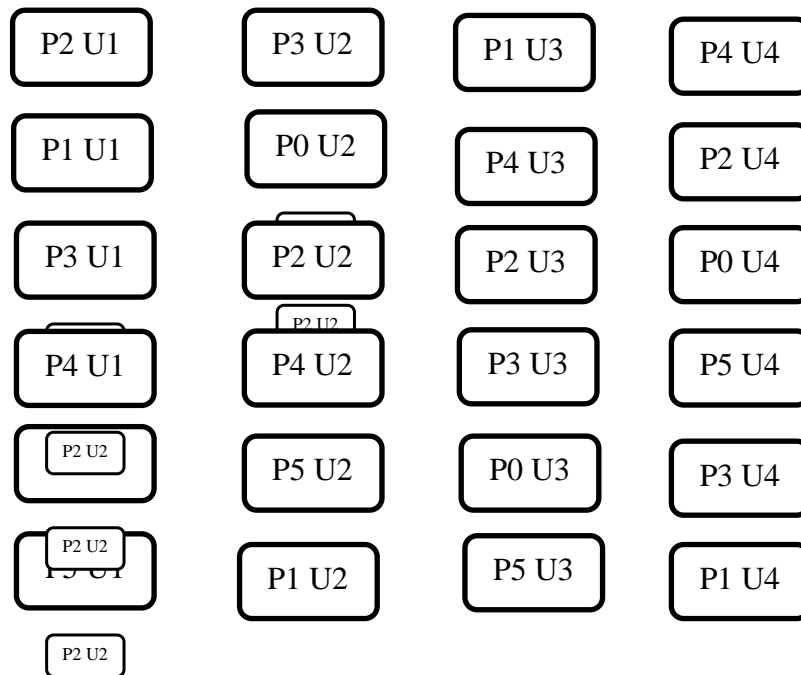 P2 U1 P3 U2 P1 U3 P4 U4
P1 U1 P0 U2 P4 U3 P2 U4
P3 U1 P2 U2 P2 U3 P0 U4
P2 U2
P4 U1 P4 U2 P3 U3 P5 U4
P2 U2 P5 U2 P0 U3 P3 U4
P2 U2
P1 U2 P5 U3 P1 U4
P2 U2